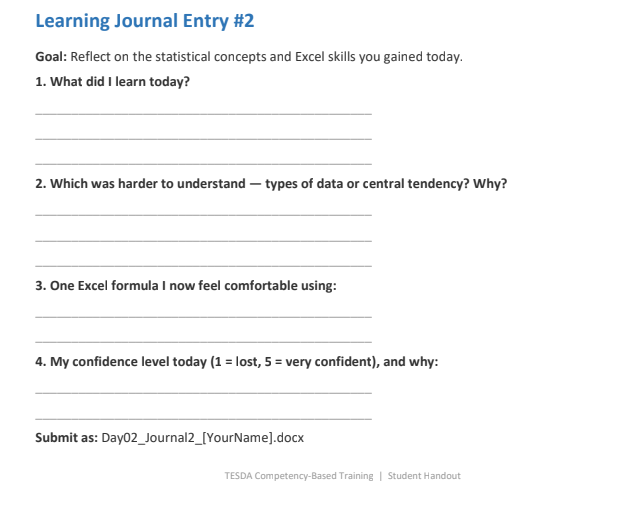 Learning Journal Entry #2
Goal: Reflect on the statistical concepts and Excel skills you gained today.
1. What did I learn today?
2. Which was harder to understand — types of data or central tendency? Why?
3. One Excel formula I now feel comfortable using:
4. My confidence level today (1 = lost, 5 = very confident), and why:
Submit as: Day02_Journal2_[YourName].docx
TESDA Competency-Based Training | Student Handout